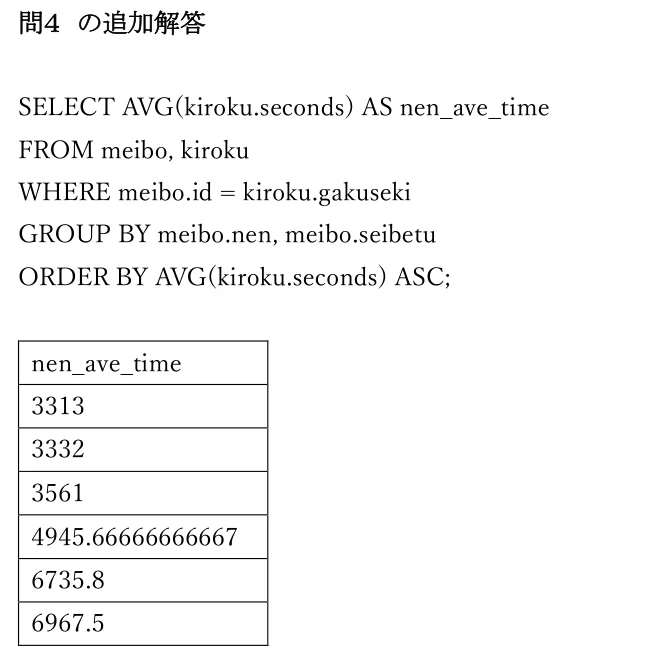 問4 の追加解答
SELECT AVG(kiroku.seconds) AS nen_ave_time
FROM meibo, kiroku
WHERE meibo.id = kiroku.gakuseki
GROUP BY meibo.nen, meibo.seibetu
ORDER BY AVG(kiroku.seconds) ASC;
nen_ave_time
3313
3332
3561
4945.66666666667
6735.8
6967.5